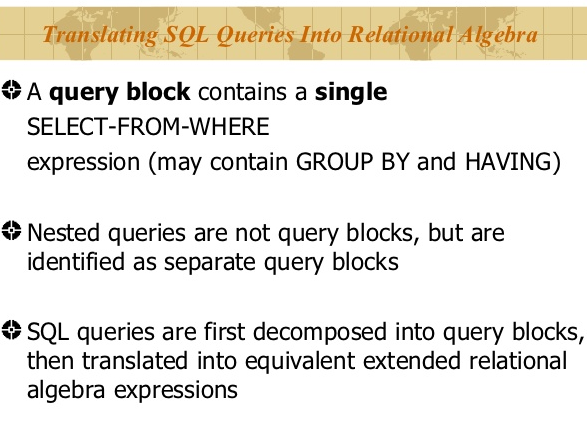 Translating SQL Queries Into Relational Algebra
A query block contains a single
SELECT-FROM-WHERE
expression (may contain GROUP BY and HAVING)
Nested queries are not query blocks, but are
identified as separate query blocks
SQL queries are first decomposed into query blocks,
then translated into equivalent extended relational
algebra expressions